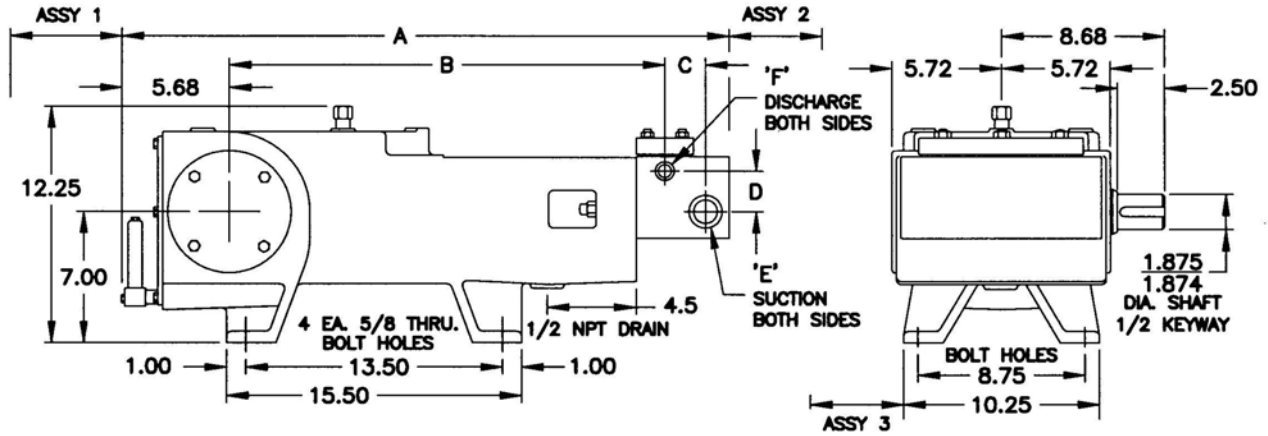 ASSY 1
A
ASSY 2
8.68
B
C
5.68
'F'
DISCHARGE
BOTH SIDES
5.72
5.72
2.50
12.25
D
7.00
'E'
SUCTION
BOTH SIDES
1.875
1.874
DIA. SHAFT
1/2 KEYWAY
4 EA. 5/8 THRU.
BOLT HOLES
4.5
1/2 NPT DRAIN
1.00
13.50
1.00
15.50
BOLT HOLES
8.75
10.25
ASSY 3